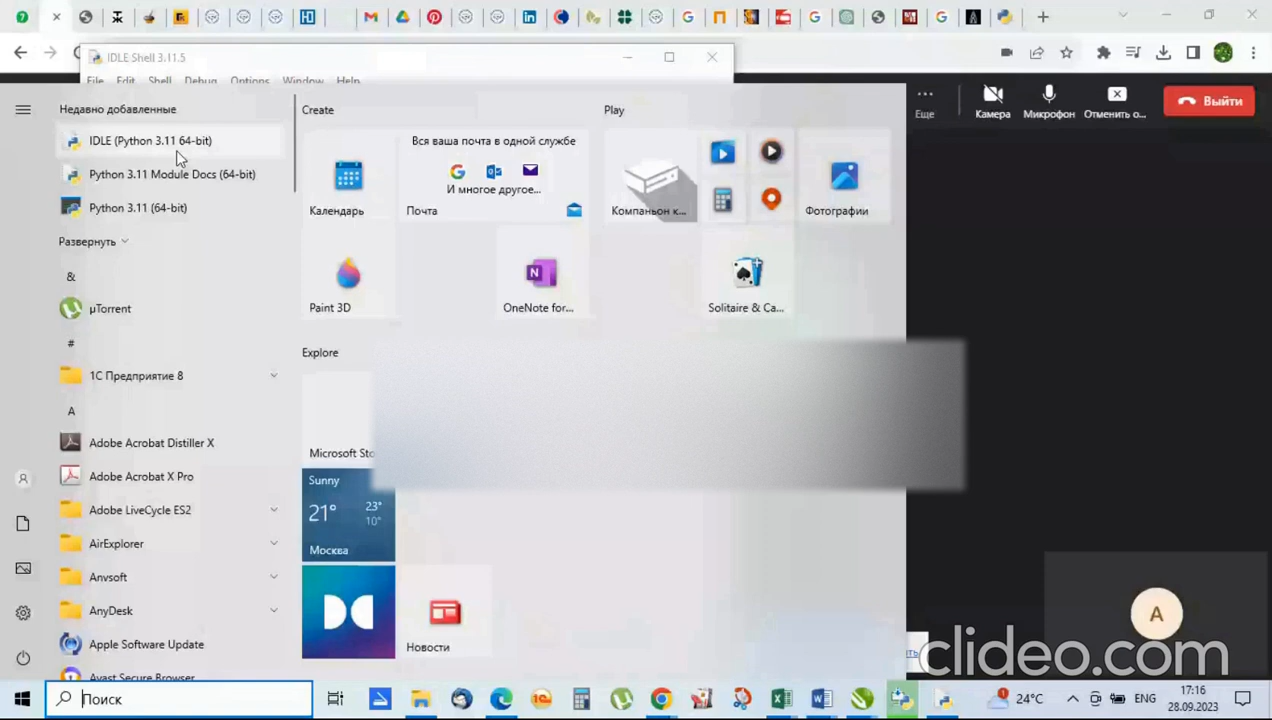 IDLE Shell 3.11.5
File Edit Shell Debug Options Window Help
Еще
Камера
Микрофон
Отменить о...
Выйти
Недавно добавленные
IDLE (Python 3.11 64-bit)
Python 3.11 Module Docs (64-bit)
Python 3.11 (64-bit)
Развернуть
&
µTorrent
#
1С Предприятие 8
A
Adobe Acrobat Distiller X
Adobe Acrobat X Pro
Adobe LiveCycle ES2
AirExplorer
Anvsoft
AnyDesk
Apple Software Update
Avast Secure Browser
Create
Календарь
Вся ваша почта в одной службе
И многое другое...
Почта
Paint 3D
OneNote for...
Play
Компаньон к...
Фотографии
Solitaire & Ca...
Explore
Microsoft Sto
Sunny
21°
23°
10°
Москва
Новости
A
clideo.com
Поиск
1
24°C
ENG
17:16
28.09.2023